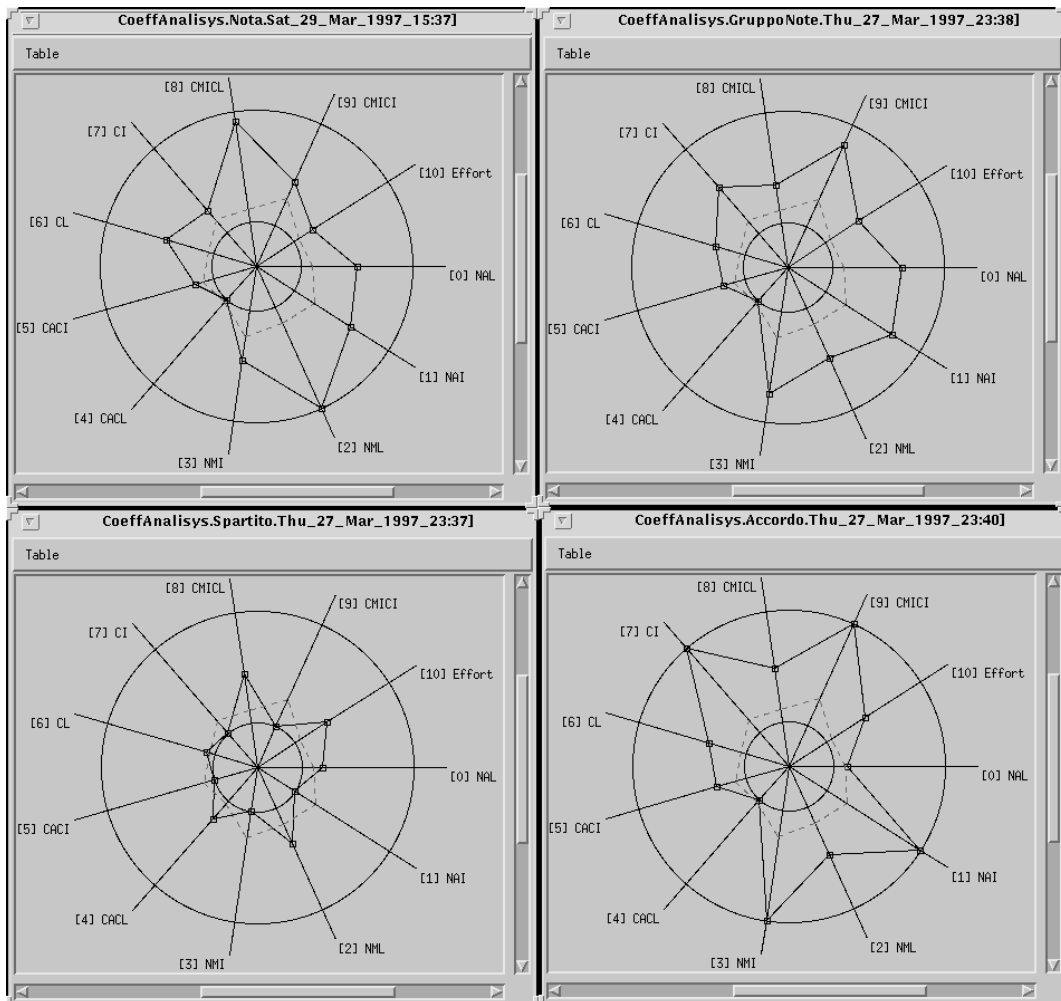 CoeffAnalisys.Nota.Sat_29_Mar_1997_15:37]
Table
[8] CMICL
[9] CMICI
[7] CI
[10] Effort
[6] CL
[0] NAL
[5] CACI
[1] NAI
[4] CACL
[2] NML
[3] NMI
CoeffAnalisys.GruppoNote.Thu_27_Mar_1997_23:38]
Table
[8] CMICL
[9] CMICI
[7] CI
[10] Effort
[6] CL
[0] NAL
[5] CACI
[1] NAI
[4] CACL
[2] NML
[3] NMI
CoeffAnalisys.Spartito.Thu_27_Mar_1997_23:37]
Table
[8] CMICL
[9] CMICI
[7] CI
[10] Effort
[6] CL
[0] NAL
[5] CACI
[1] NAI
[4] CACL
[2] NML
[3] NMI
CoeffAnalisys.Accordo.Thu_27_Mar_1997_23:40]
Table
[8] CMICL
[9] CMICI
[7] CI
[10] Effort
[6] CL
[0] NAL
[5] CACI
[1] NAI
[4] CACL
[2] NML
[3] NMI